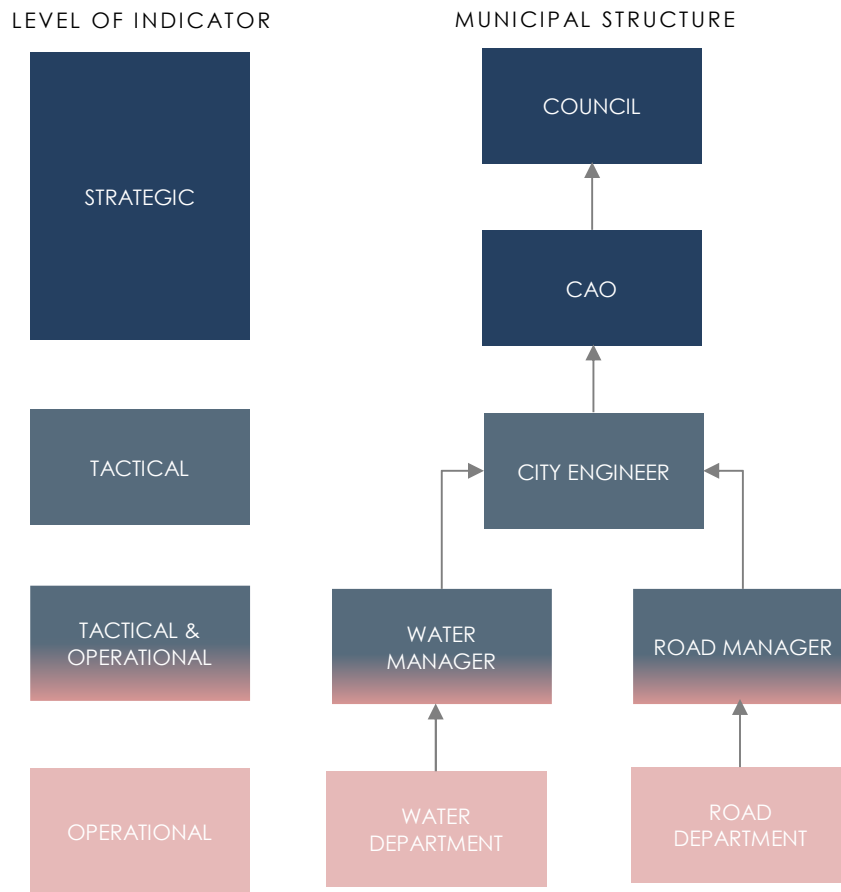 LEVEL OF INDICATOR
MUNICIPAL STRUCTURE
STRATEGIC
COUNCIL
CAO
TACTICAL
CITY ENGINEER
TACTICAL &
OPERATIONAL
WATER
MANAGER
ROAD MANAGER
OPERATIONAL
WATER
DEPARTMENT
ROAD
DEPARTMENT